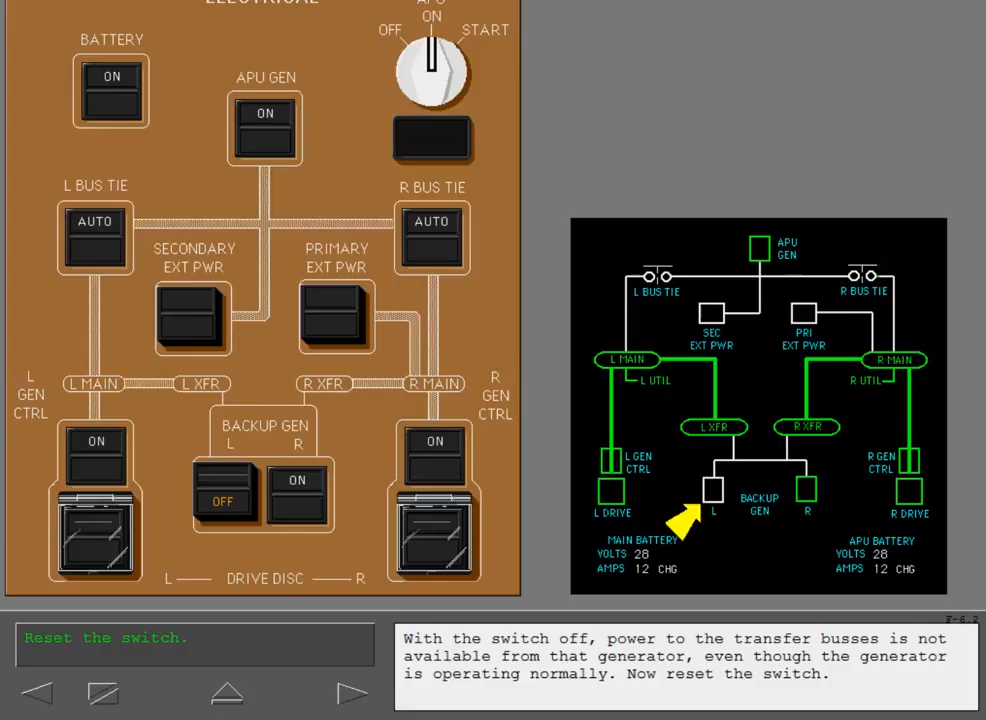 ELECTRICAL
APU
ON
OFF
START
BATTERY
ON
APU GEN
ON
L BUS TIE
AUTO
R BUS TIE
AUTO
SECONDARY
EXT PWR
PRIMARY
EXT PWR
L MAIN
L XFR
R XFR
R MAIN
L
GEN
CTRL
R
GEN
CTRL
ON
BACKUP GEN
L R
OFF
ON
ON
L DRIVE DISC R
APU
GEN
L BUS TIE
R BUS TIE
SEC
EXT PWR
PRI
EXT PWR
L MAIN
R MAIN
L UTIL
R UTIL
L XFR
R XFR
L GEN
CTRL
R GEN
CTRL
L DRIVE
L
BACKUP
GEN
R
R DRIVE
MAIN BATTERY
VOLTS 28
AMPS 12 CHG
APU BATTERY
VOLTS 28
AMPS 12 CHG
F-6.2
Reset the switch.
With the switch off, power to the transfer busses is not
available from that generator, even though the generator
is operating normally. Now reset the switch.